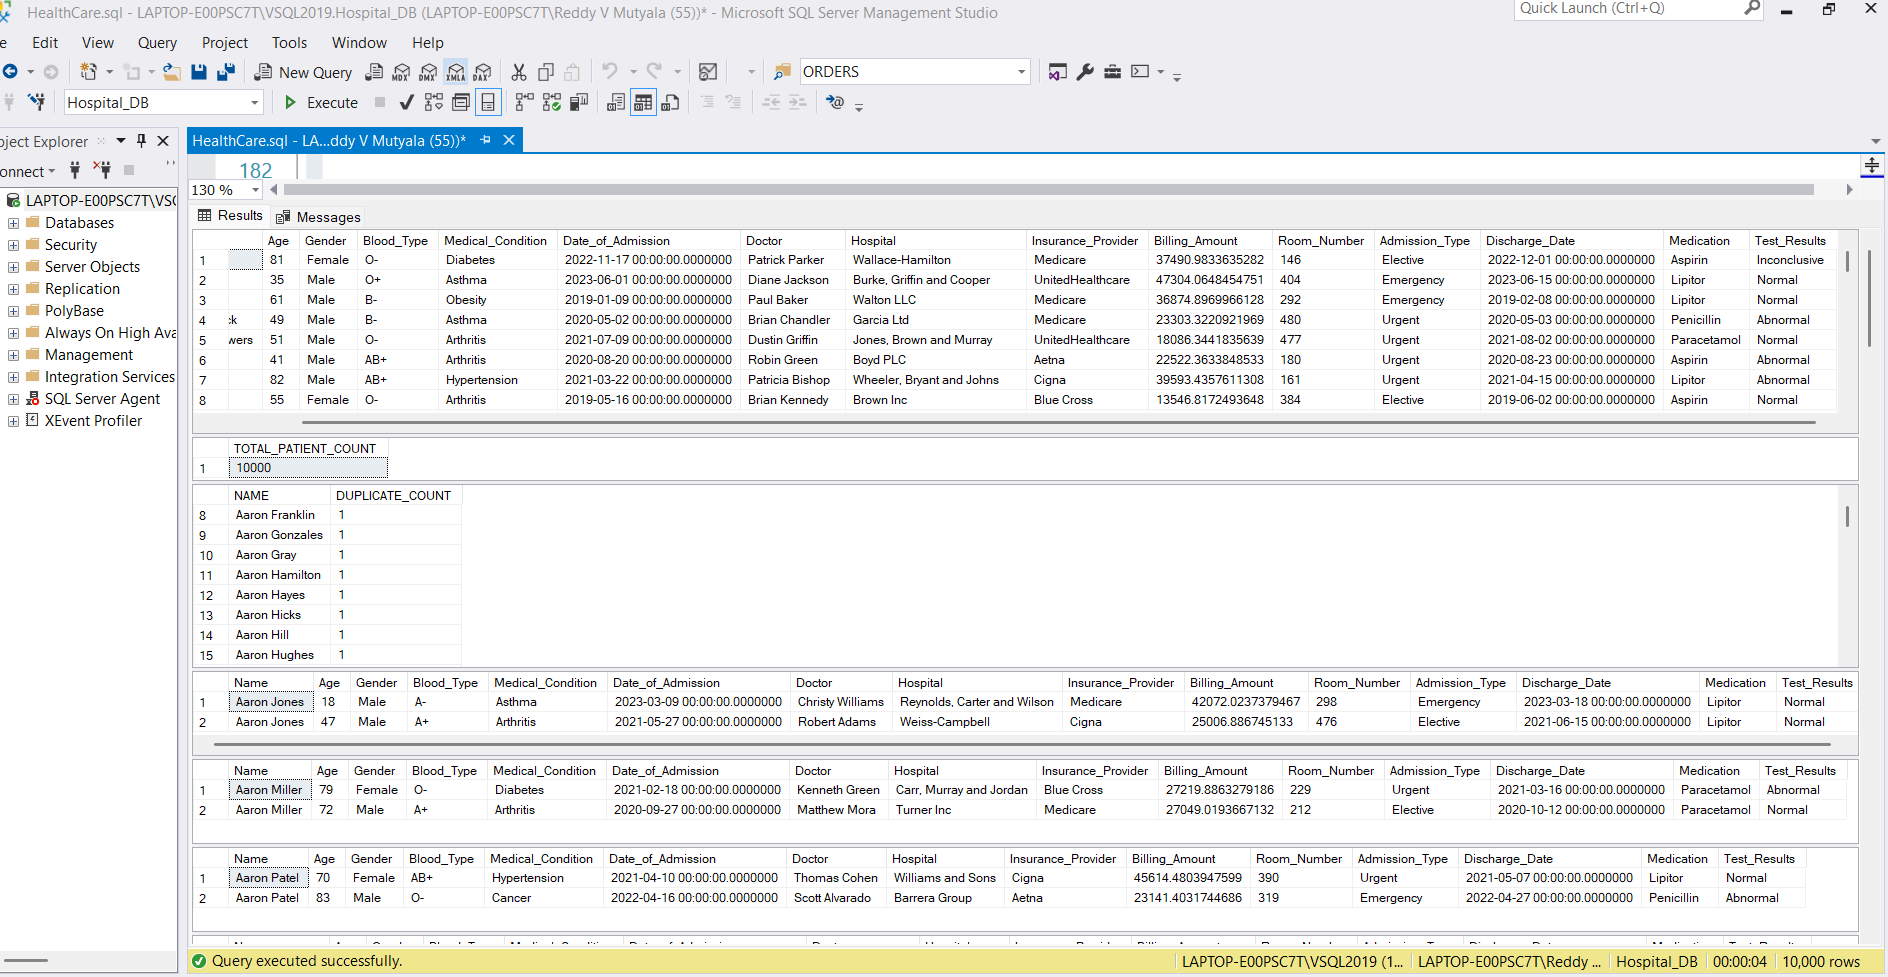 HealthCare.sql - LAPTOP-E00PSC7T\VSQL2019.Hospital_DB (LAPTOP-E00PSC7T\Reddy V Mutyala (55))* - Microsoft SQL Server Management Studio
Quick Launch (Ctrl+Q)
e Edit View Query Project Tools Window Help
New Query MDX DMX XMLA DAX ORDERS
Hospital_DB Execute
ject Explorer
HealthCare.sql - LA...ddy V Mutyala (55))*
onnect
182
130 %
LAPTOP-E00PSC7T\VSC
Databases
Security
Server Objects
Replication
PolyBase
Always On High Ava
Management
Integration Services
SQL Server Agent
XEvent Profiler
Results Messages
Age Gender Blood_Type Medical_Condition Date_of_Admission Doctor Hospital Insurance_Provider Billing_Amount Room_Number Admission_Type Discharge_Date Medication Test_Results
1 81 Female O- Diabetes 2022-11-17 00:00:00.0000000 Patrick Parker Wallace-Hamilton Medicare 37490.9833635282 146 Elective 2022-12-01 00:00:00.0000000 Aspirin Inconclusive
2 35 Male O+ Asthma 2023-06-01 00:00:00.0000000 Diane Jackson Burke, Griffin and Cooper UnitedHealthcare 47304.0648454751 404 Emergency 2023-06-15 00:00:00.0000000 Lipitor Normal
3 61 Male B- Obesity 2019-01-09 00:00:00.0000000 Paul Baker Walton LLC Medicare 36874.8969966128 292 Emergency 2019-02-08 00:00:00.0000000 Lipitor Normal
4 ck 49 Male B- Asthma 2020-05-02 00:00:00.0000000 Brian Chandler Garcia Ltd Medicare 23303.3220921969 480 Urgent 2020-05-03 00:00:00.0000000 Penicillin Abnormal
5 wers 51 Male O- Arthritis 2021-07-09 00:00:00.0000000 Dustin Griffin Jones, Brown and Murray UnitedHealthcare 18086.3441835639 477 Urgent 2021-08-02 00:00:00.0000000 Paracetamol Normal
6 41 Male AB+ Arthritis 2020-08-20 00:00:00.0000000 Robin Green Boyd PLC Aetna 22522.3633848533 180 Urgent 2020-08-23 00:00:00.0000000 Aspirin Abnormal
7 82 Male AB+ Hypertension 2021-03-22 00:00:00.0000000 Patricia Bishop Wheeler, Bryant and Johns Cigna 39593.4357611308 161 Urgent 2021-04-15 00:00:00.0000000 Lipitor Abnormal
8 55 Female O- Arthritis 2019-05-16 00:00:00.0000000 Brian Kennedy Brown Inc Blue Cross 13546.8172493648 384 Elective 2019-06-02 00:00:00.0000000 Aspirin Normal
TOTAL_PATIENT_COUNT
1 10000
NAME DUPLICATE_COUNT
8 Aaron Franklin 1
9 Aaron Gonzales 1
10 Aaron Gray 1
11 Aaron Hamilton 1
12 Aaron Hayes 1
13 Aaron Hicks 1
14 Aaron Hill 1
15 Aaron Hughes 1
Name Age Gender Blood_Type Medical_Condition Date_of_Admission Doctor Hospital Insurance_Provider Billing_Amount Room_Number Admission_Type Discharge_Date Medication Test_Results
1 Aaron Jones 18 Male A- Asthma 2023-03-09 00:00:00.0000000 Christy Williams Reynolds, Carter and Wilson Medicare 42072.0237379467 298 Emergency 2023-03-18 00:00:00.0000000 Lipitor Normal
2 Aaron Jones 47 Male A+ Arthritis 2021-05-27 00:00:00.0000000 Robert Adams Weiss-Campbell Cigna 25006.886745133 476 Elective 2021-06-15 00:00:00.0000000 Lipitor Normal
Name Age Gender Blood_Type Medical_Condition Date_of_Admission Doctor Hospital Insurance_Provider Billing_Amount Room_Number Admission_Type Discharge_Date Medication Test_Results
1 Aaron Miller 79 Female O- Diabetes 2021-02-18 00:00:00.0000000 Kenneth Green Carr, Murray and Jordan Blue Cross 27219.8863279186 229 Urgent 2021-03-16 00:00:00.0000000 Paracetamol Abnormal
2 Aaron Miller 72 Male A+ Arthritis 2020-09-27 00:00:00.0000000 Matthew Mora Turner Inc Medicare 27049.0193667132 212 Elective 2020-10-12 00:00:00.0000000 Paracetamol Normal
Name Age Gender Blood_Type Medical_Condition Date_of_Admission Doctor Hospital Insurance_Provider Billing_Amount Room_Number Admission_Type Discharge_Date Medication Test_Results
1 Aaron Patel 70 Female AB+ Hypertension 2021-04-10 00:00:00.0000000 Thomas Cohen Williams and Sons Cigna 45614.4803947599 390 Urgent 2021-05-07 00:00:00.0000000 Lipitor Normal
2 Aaron Patel 83 Male O- Cancer 2022-04-16 00:00:00.0000000 Scott Alvarado Barrera Group Aetna 23141.4031744686 319 Emergency 2022-04-27 00:00:00.0000000 Penicillin Abnormal
Query executed successfully. LAPTOP-E00PSC7T\VSQL2019 (1... LAPTOP-E00PSC7T\Reddy ... Hospital_DB 00:00:04 10,000 rows